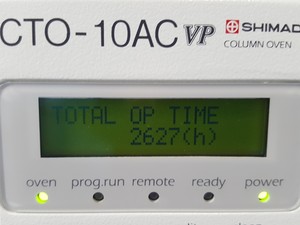 CTO-10AC VP SHIMAD
COLUMN OVEN
TOTAL OP TIME
2627(h)
oven prog.run remote ready power